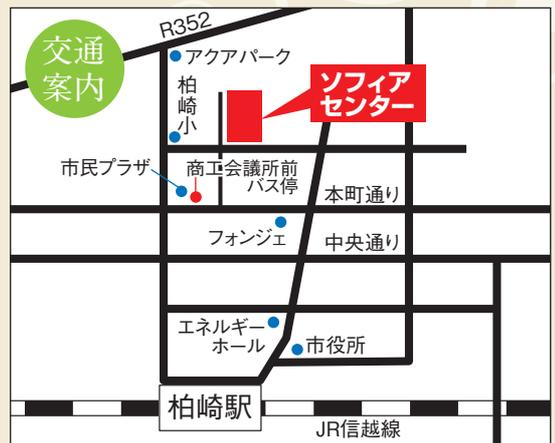 交通
案内
R352
アクアパーク
柏崎小
ソフィア
センター
市民プラザ
商工会議所前
バス停
本町通り
フォンジェ
中央通り
エネルギー
ホール
市役所
柏崎駅
JR信越線